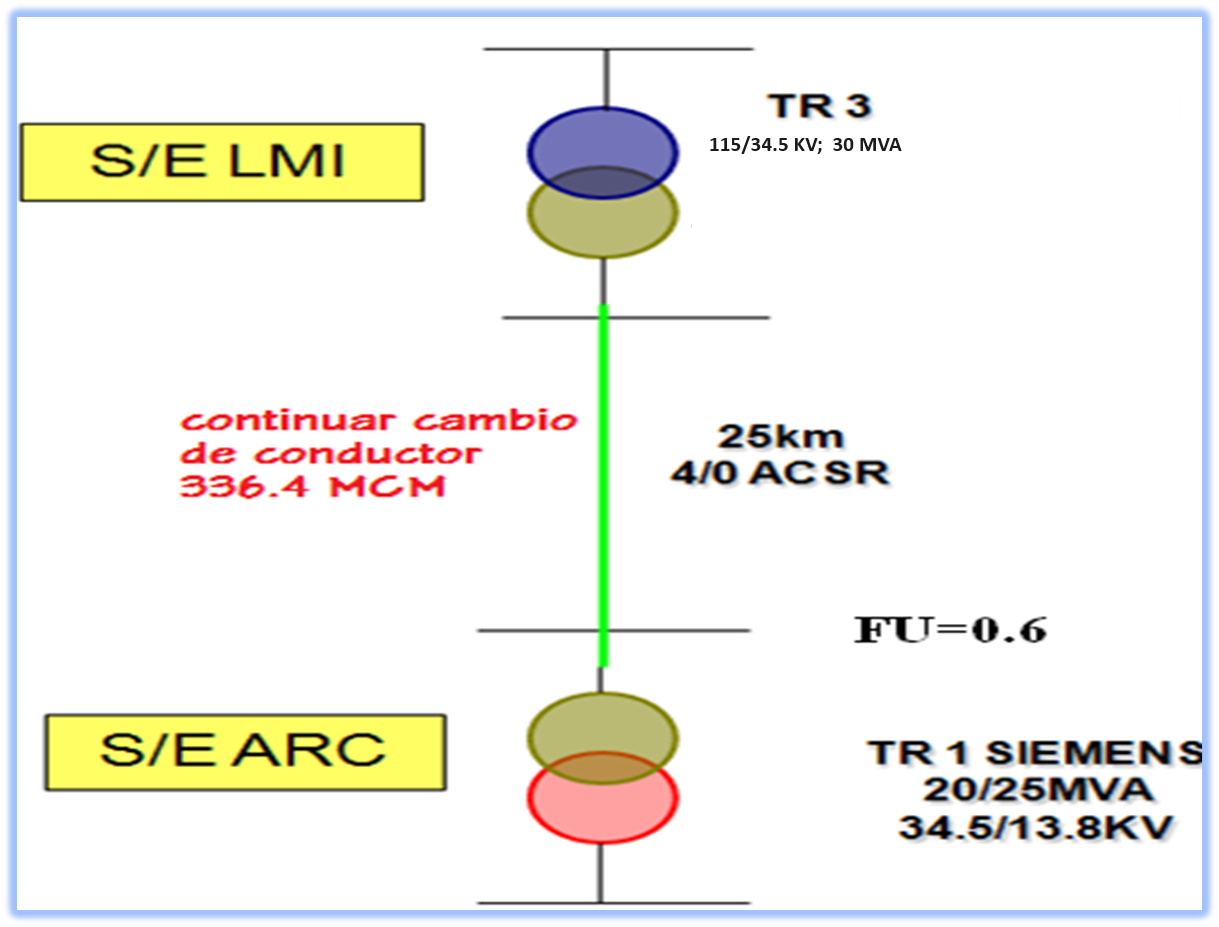 TR 3
115/34.5 KV; 30 MVA
S/E LMI
continuar cambio
de conductor
336.4 MCM
25km
4/0 ACSR
FU=0.6
S/E ARC
TR 1 SIEMENS
20/25MVA
34.5/13.8KV